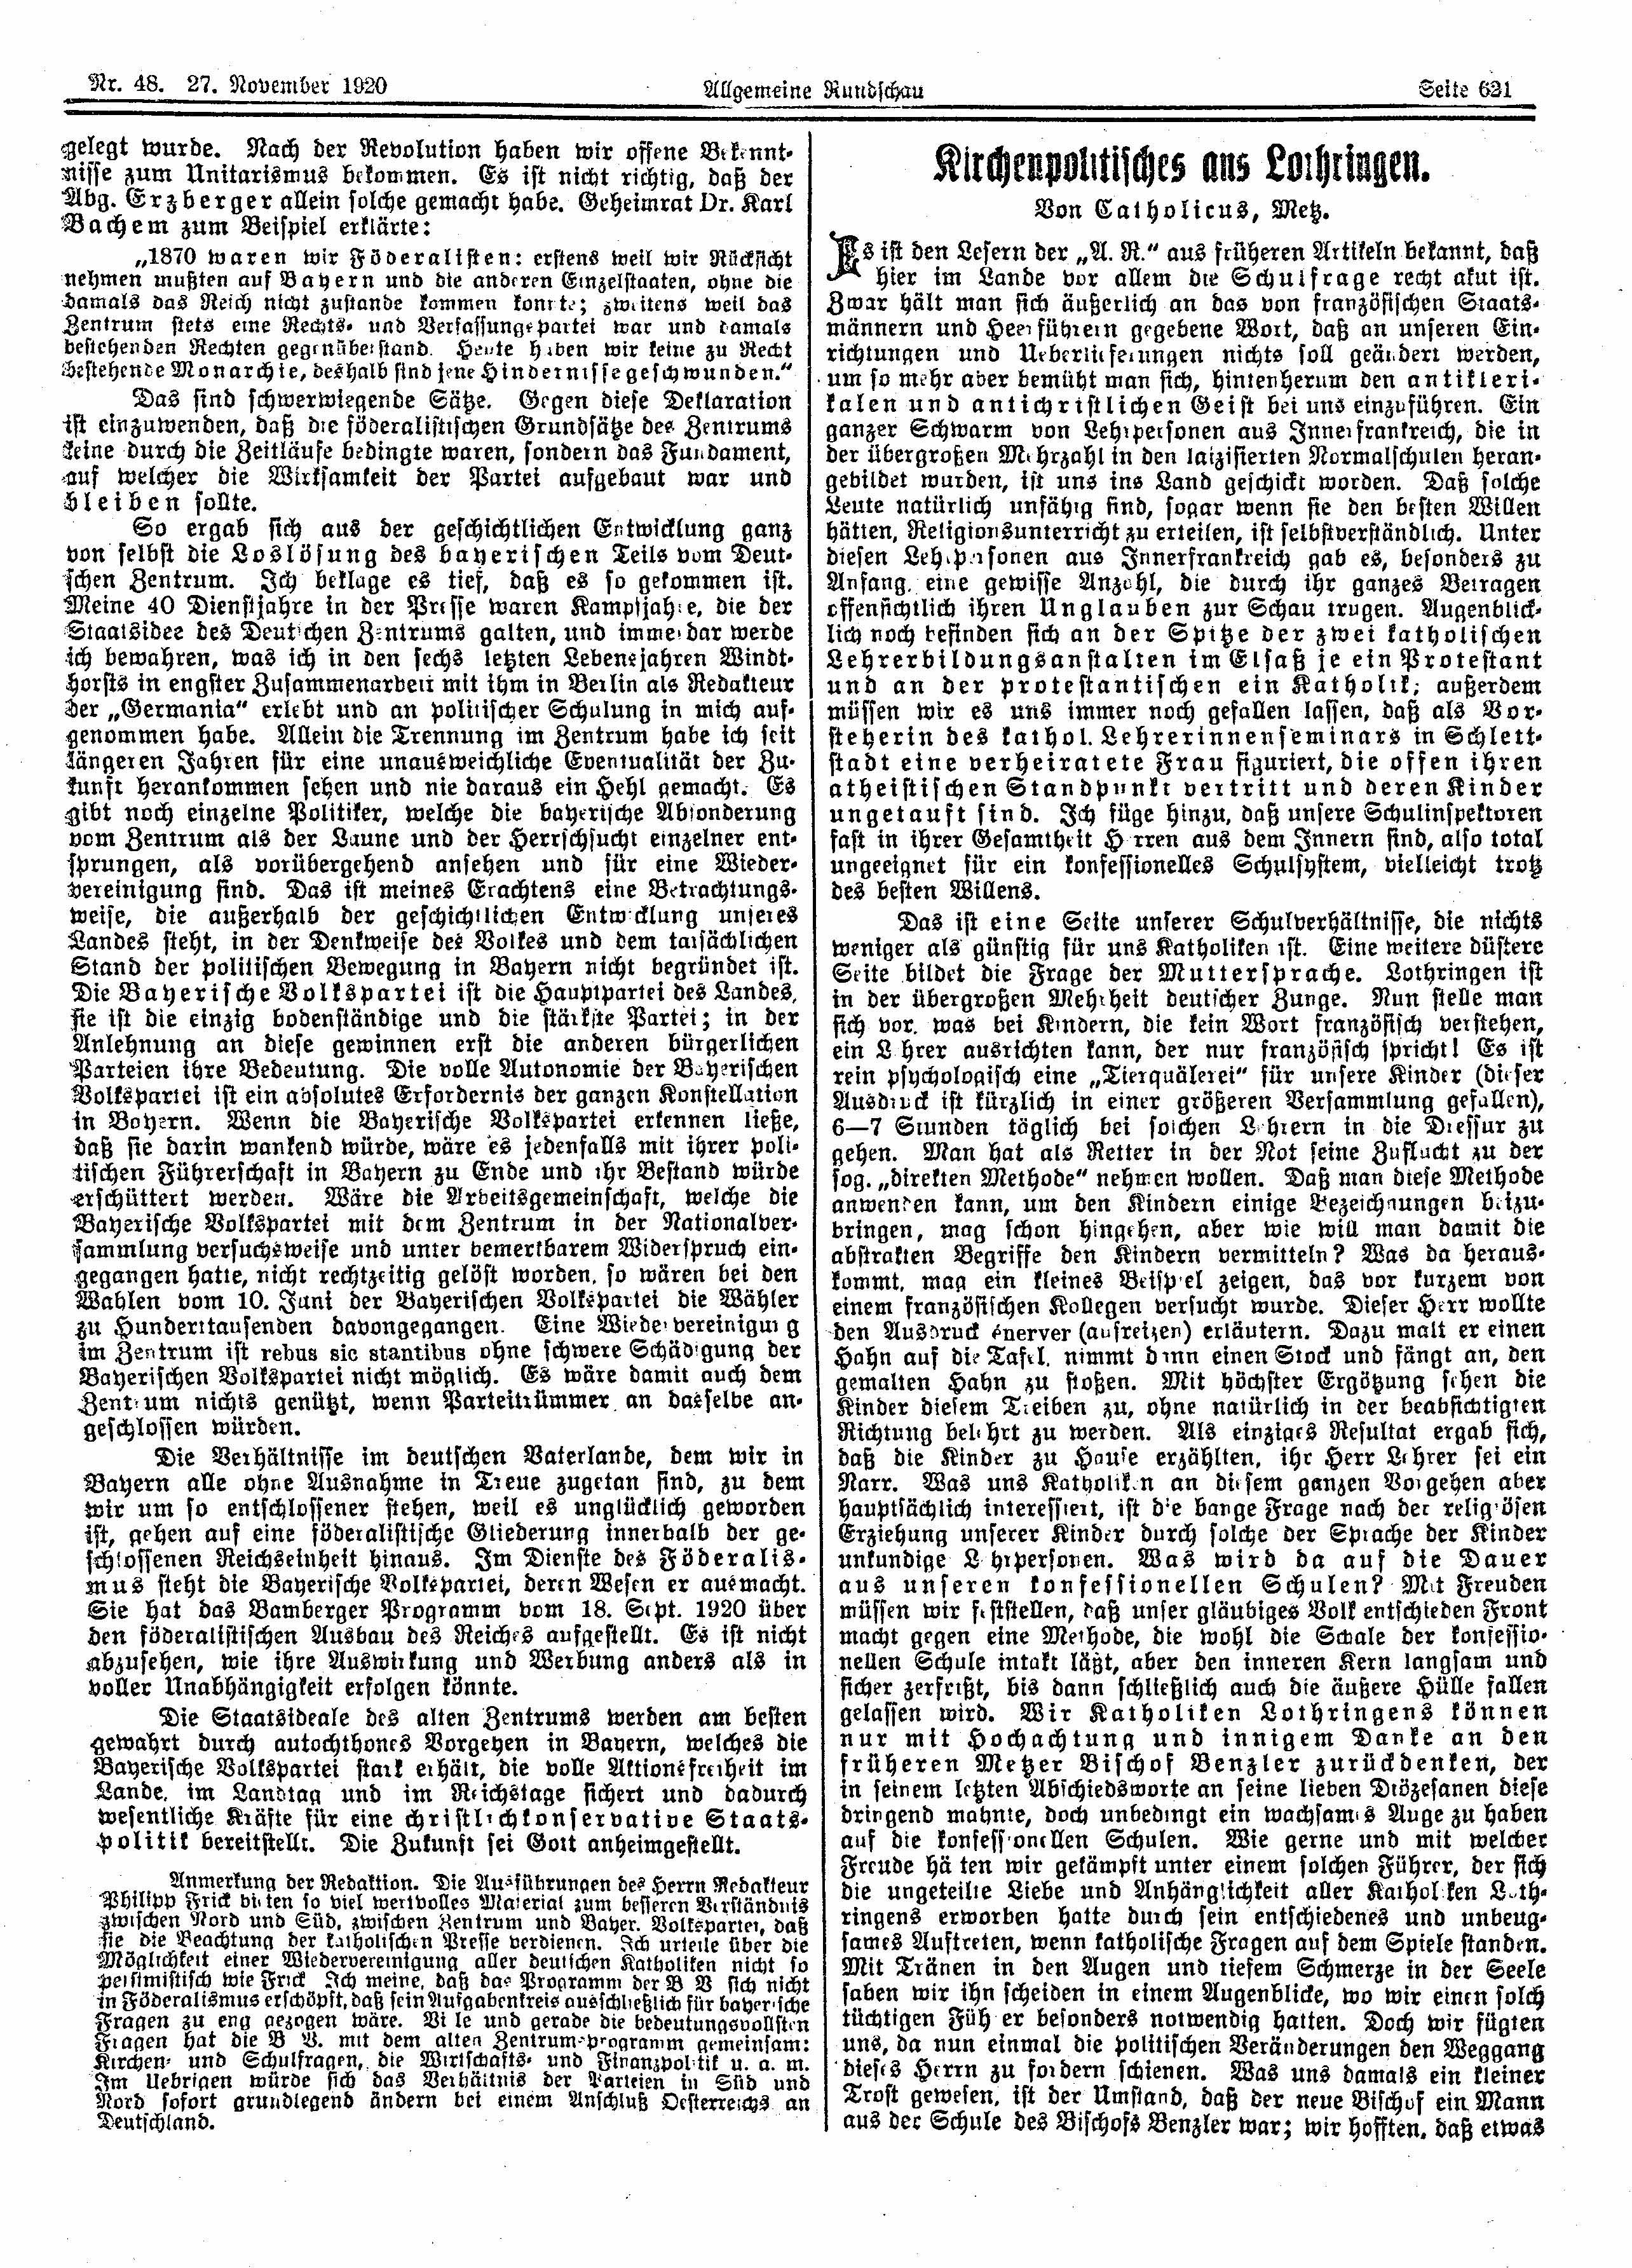 Nr. 48. 27. November 1920
Allgemeine Rundschau
Seite 621
gelegt wurde. Nach der Revolution haben wir offene Bekennt-
nisse zum Unitarismus bekommen. Es ist nicht richtig, daß der
Abg. Erzberger allein solche gemacht habe. Geheimrat Dr. Karl
Bachem zum Beispiel erklärte:
„1870 waren wir Föderalisten: erstens weil wir Rücksicht
nehmen mußten auf Bayern und die anderen Einzelstaaten, ohne die
damals das Reich nicht zustande kommen konnte; zweitens weil das
Zentrum stets eine Rechts- und Verfassungspartei war und damals
bestehenden Rechten gegenüberstand. Heute haben wir keine zu Recht
bestehende Monarchie, deshalb sind jene Hindernisse geschwunden.“
Das sind schwerwiegende Sätze. Gegen diese Deklaration
ist einzuwenden, daß die föderalistischen Grundsätze des Zentrums
keine durch die Zeitläufe bedingte waren, sondern das Fundament,
auf welcher die Wirksamkeit der Partei aufgebaut war und
bleiben sollte.
So ergab sich aus der geschichtlichen Entwicklung ganz
von selbst die Loslösung des bayerischen Teils vom Deut-
schen Zentrum. Ich beklage es tief, daß es so gekommen ist.
Meine 40 Dienstjahre in der Presse waren Kampfjahre, die der
Staatsidee des Deutschen Zentrums galten, und immerdar werde
ich bewahren, was ich in den sechs letzten Lebensjahren Windt-
horsts in engster Zusammenarbeit mit ihm in Berlin als Redakteur
der „Germania“ erlebt und an politischer Schulung in mich auf-
genommen habe. Allein die Trennung im Zentrum habe ich seit
längeren Jahren für eine unausweichliche Eventualität der Zu-
kunft herankommen sehen und nie daraus ein Hehl gemacht. Es
gibt noch einzelne Politiker, welche die bayerische Absonderung
vom Zentrum als der Laune und der Herrschsucht einzelner ent-
sprungen, als vorübergehend ansehen und für eine Wieder-
vereinigung sind. Das ist meines Erachtens eine Betrachtungs-
weise, die außerhalb der geschichtlichen Entwicklung unseres
Landes steht, in der Denkweise des Volkes und dem tatsächlichen
Stand der politischen Bewegung in Bayern nicht begründet ist.
Die Bayerische Volkspartei ist die Hauptpartei des Landes,
sie ist die einzig bodenständige und die stärkste Partei; in der
Anlehnung an diese gewinnen erst die anderen bürgerlichen
Parteien ihre Bedeutung. Die volle Autonomie der Bayerischen
Volkspartei ist ein absolutes Erfordernis der ganzen Konstellation
in Bayern. Wenn die Bayerische Volkspartei erkennen ließe,
daß sie darin wankend würde, wäre es jedenfalls mit ihrer poli-
tischen Führerschaft in Bayern zu Ende und ihr Bestand würde
erschüttert werden. Wäre die Arbeitsgemeinschaft, welche die
Bayerische Volkspartei mit dem Zentrum in der Nationalver-
sammlung versuchsweise und unter bemerkbarem Widerspruch ein-
gegangen hatte, nicht rechtzeitig gelöst worden, so wären bei den
Wahlen vom 10. Juni der Bayerischen Volkspartei die Wähler
zu Hunderttausenden davongegangen. Eine Wiedervereinigung
im Zentrum ist rebus sic stantibus ohne schwere Schädigung der
Bayerischen Volkspartei nicht möglich. Es wäre damit auch dem
Zentrum nichts genützt, wenn Parteitrümmer an dasselbe an-
geschlossen würden.
Die Verhältnisse im deutschen Vaterlande, dem wir in
Bayern alle ohne Ausnahme in Treue zugetan sind, zu dem
wir um so entschlossener stehen, weil es unglücklich geworden
ist, gehen auf eine föderalistische Gliederung innerhalb der ge-
schlossenen Reichseinheit hinaus. Im Dienste des Föderalis-
mus steht die Bayerische Volkspartei, deren Wesen er ausmacht.
Sie hat das Bamberger Programm vom 18. Sept. 1920 über
den föderalistischen Ausbau des Reiches aufgestellt. Es ist nicht
abzusehen, wie ihre Auswirkung und Werbung anders als in
voller Unabhängigkeit erfolgen könnte.
Die Staatsideale des alten Zentrums werden am besten
gewahrt durch autochthones Vorgehen in Bayern, welches die
Bayerische Volkspartei stark erhält, die volle Aktionsfreiheit im
Lande, im Landtag und im Reichstage sichert und dadurch
wesentliche Kräfte für eine christlichkonservative Staats-
politik bereitstellt. Die Zukunft sei Gott anheimgestellt.
Anmerkung der Redaktion. Die Ausführungen des Herrn Redakteur
Philipp Frick bieten so viel wertvolles Material zum besseren Verständnis
zwischen Nord und Süd, zwischen Zentrum und Bayer. Volkspartei, daß
sie die Beachtung der katholischen Presse verdienen. Ich urteile über die
Möglichkeit einer Wiedervereinigung aller deutschen Katholiken nicht so
pessimistisch wie Frick. Ich meine, daß das Programm der B V sich nicht
in Föderalismus erschöpft, daß sein Aufgabenkreis ausschließlich für bayerische
Fragen zu eng gezogen wäre. Viele und gerade die bedeutungsvollsten
Fragen hat die B V. mit dem alten Zentrumsprogramm gemeinsam:
Kirchen- und Schulfragen, die Wirtschafts- und Finanzpolitik u. a. m.
Im Uebrigen würde sich das Verhältnis der Parteien in Süd und
Nord sofort grundlegend ändern bei einem Anschluß Oesterreichs an
Deutschland.
Kirchenpolitisches aus Lothringen.
Von Catholicus, Metz.
Es ist den Lesern der „A. R.“ aus früheren Artikeln bekannt, daß
hier im Lande vor allem die Schulfrage recht akut ist.
Zwar hält man sich äußerlich an das von französischen Staats-
männern und Heerführern gegebene Wort, daß an unseren Ein-
richtungen und Ueberlieferungen nichts soll geändert werden,
um so mehr aber bemüht man sich, hintenherum den antikleri-
kalen und antichristlichen Geist bei uns einzuführen. Ein
ganzer Schwarm von Lehrpersonen aus Innerfrankreich, die in
der übergroßen Mehrzahl in den laizisierten Normalschulen heran-
gebildet wurden, ist uns ins Land geschickt worden. Daß solche
Leute natürlich unfähig sind, sogar wenn sie den besten Willen
hätten, Religionsunterricht zu erteilen, ist selbstverständlich. Unter
diesen Lehrpersonen aus Innerfrankreich gab es, besonders zu
Anfang, eine gewisse Anzahl, die durch ihr ganzes Betragen
offensichtlich ihren Unglauben zur Schau trugen. Augenblick-
lich noch befinden sich an der Spitze der zwei katholischen
Lehrerbildungsanstalten im Elsaß je ein Protestant
und an der protestantischen ein Katholik; außerdem
müssen wir es uns immer noch gefallen lassen, daß als Vor-
steherin des kathol. Lehrerinnenseminars in Schlett-
stadt eine verheiratete Frau figuriert, die offen ihren
atheistischen Standpunkt vertritt und deren Kinder
ungetauft sind. Ich füge hinzu, daß unsere Schulinspektoren
fast in ihrer Gesamtheit Herren aus dem Innern sind, also total
ungeeignet für ein konfessionelles Schulsystem, vielleicht trotz
des besten Willens.
Das ist eine Seite unserer Schulverhältnisse, die nichts
weniger als günstig für uns Katholiken ist. Eine weitere düstere
Seite bildet die Frage der Muttersprache. Lothringen ist
in der übergroßen Mehrheit deutscher Zunge. Nun stelle man
sich vor, was bei Kindern, die kein Wort französisch verstehen,
ein Lehrer ausrichten kann, der nur französisch spricht! Es ist
rein psychologisch eine „Tierquälerei“ für unsere Kinder (dieser
Ausdruck ist kürzlich in einer größeren Versammlung gefallen),
6—7 Stunden täglich bei solchen Lehrern in die Dressur zu
gehen. Man hat als Retter in der Not seine Zuflucht zu der
sog. „direkten Methode“ nehmen wollen. Daß man diese Methode
anwenden kann, um den Kindern einige Bezeichnungen beizu-
bringen, mag schon hingehen, aber wie will man damit die
abstrakten Begriffe den Kindern vermitteln? Was da heraus-
kommt, mag ein kleines Beispiel zeigen, das vor kurzem von
einem französischen Kollegen versucht wurde. Dieser Herr wollte
den Ausdruck énerver (aufreizen) erläutern. Dazu malt er einen
Hahn auf die Tafel, nimmt dann einen Stock und fängt an, den
gemalten Hahn zu stoßen. Mit höchster Ergötzung sehen die
Kinder diesem Treiben zu, ohne natürlich in der beabsichtigten
Richtung belehrt zu werden. Als einziges Resultat ergab sich,
daß die Kinder zu Hause erzählten, ihr Herr Lehrer sei ein
Narr. Was uns Katholiken an diesem ganzen Vorgehen aber
hauptsächlich interessiert, ist die bange Frage nach der religiösen
Erziehung unserer Kinder durch solche der Sprache der Kinder
unkundige Lehrpersonen. Was wird da auf die Dauer
aus unseren konfessionellen Schulen? Mit Freuden
müssen wir feststellen, daß unser gläubiges Volk entschieden Front
macht gegen eine Methode, die wohl die Schale der konfessio-
nellen Schule intakt läßt, aber den inneren Kern langsam und
sicher zerfrißt, bis dann schließlich auch die äußere Hülle fallen
gelassen wird. Wir Katholiken Lothringens können
nur mit Hochachtung und innigem Danke an den
früheren Metzer Bischof Benzler zurückdenken, der
in seinem letzten Abschiedsworte an seine lieben Diözesanen diese
dringend mahnte, doch unbedingt ein wachsames Auge zu haben
auf die konfessionellen Schulen. Wie gerne und mit welcher
Freude hätten wir gekämpft unter einem solchen Führer, der sich
die ungeteilte Liebe und Anhänglichkeit aller Katholiken Loth-
ringens erworben hatte durch sein entschiedenes und unbeug-
sames Auftreten, wenn katholische Fragen auf dem Spiele standen.
Mit Tränen in den Augen und tiefem Schmerze in der Seele
sahen wir ihn scheiden in einem Augenblicke, wo wir einen solch
tüchtigen Führer besonders notwendig hatten. Doch wir fügten
uns, da nun einmal die politischen Veränderungen den Weggang
dieses Herrn zu fordern schienen. Was uns damals ein kleiner
Trost gewesen, ist der Umstand, daß der neue Bischof ein Mann
aus der Schule des Bischofs Benzler war; wir hofften, daß etwas